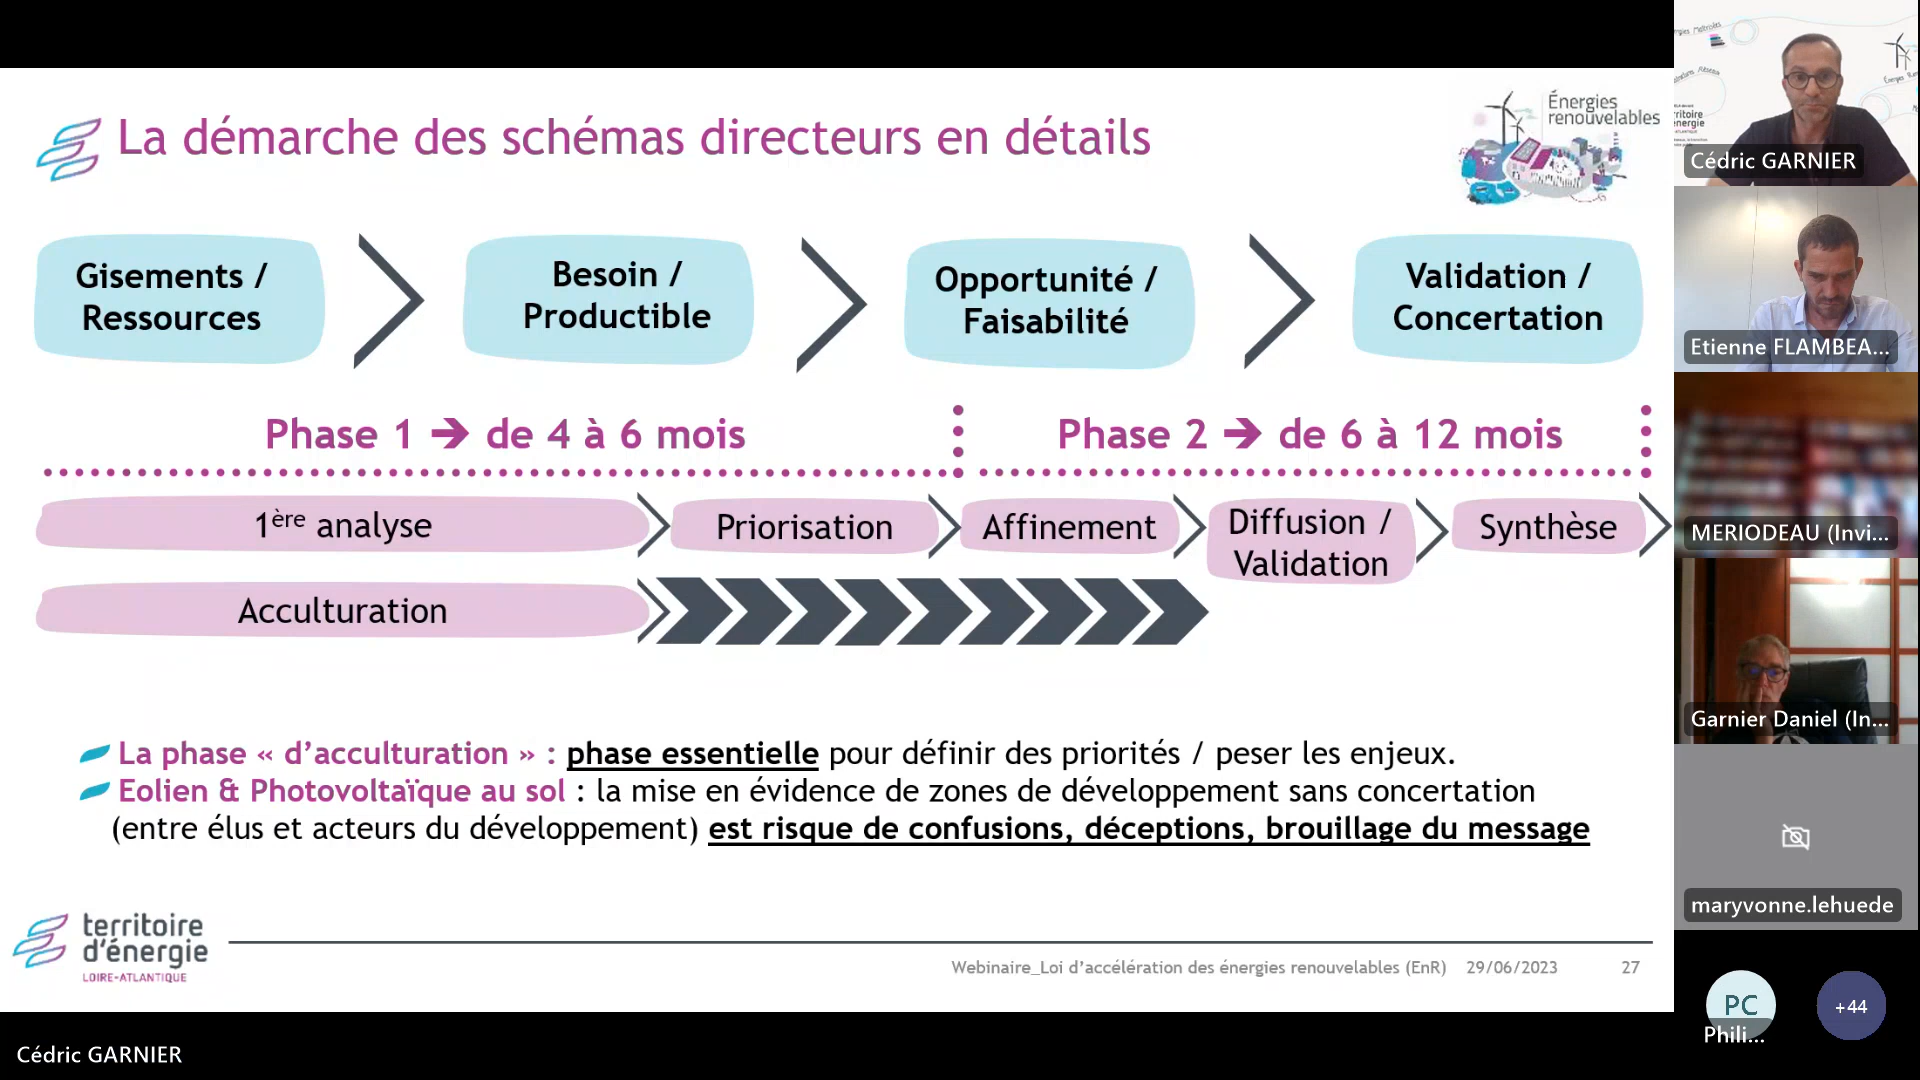 La démarche des schémas directeurs en détails
Énergies
renouvelables
Gisements /
Ressources
Besoin /
Productible
Opportunité /
Faisabilité
Validation /
Concertation
Phase 1 ➔ de 4 à 6 mois
Phase 2 ➔ de 6 à 12 mois
1ère analyse
Priorisation
Affinement
Diffusion /
Validation
Synthèse
Acculturation
La phase « d’acculturation » : phase essentielle pour définir des priorités / peser les enjeux.
Eolien & Photovoltaïque au sol : la mise en évidence de zones de développement sans concertation
(entre élus et acteurs du développement) est risque de confusions, déceptions, brouillage du message
territoire
d’énergie
LOIRE-ATLANTIQUE
Webinaire_Loi d’accélération des énergies renouvelables (EnR) 29/06/2023 27
Cédric GARNIER
Cédric GARNIER
Etienne FLAMBEA...
MERIODEAU (Invi...
Garnier Daniel (In...
maryvonne.lehuede
PC
Phili...
+44